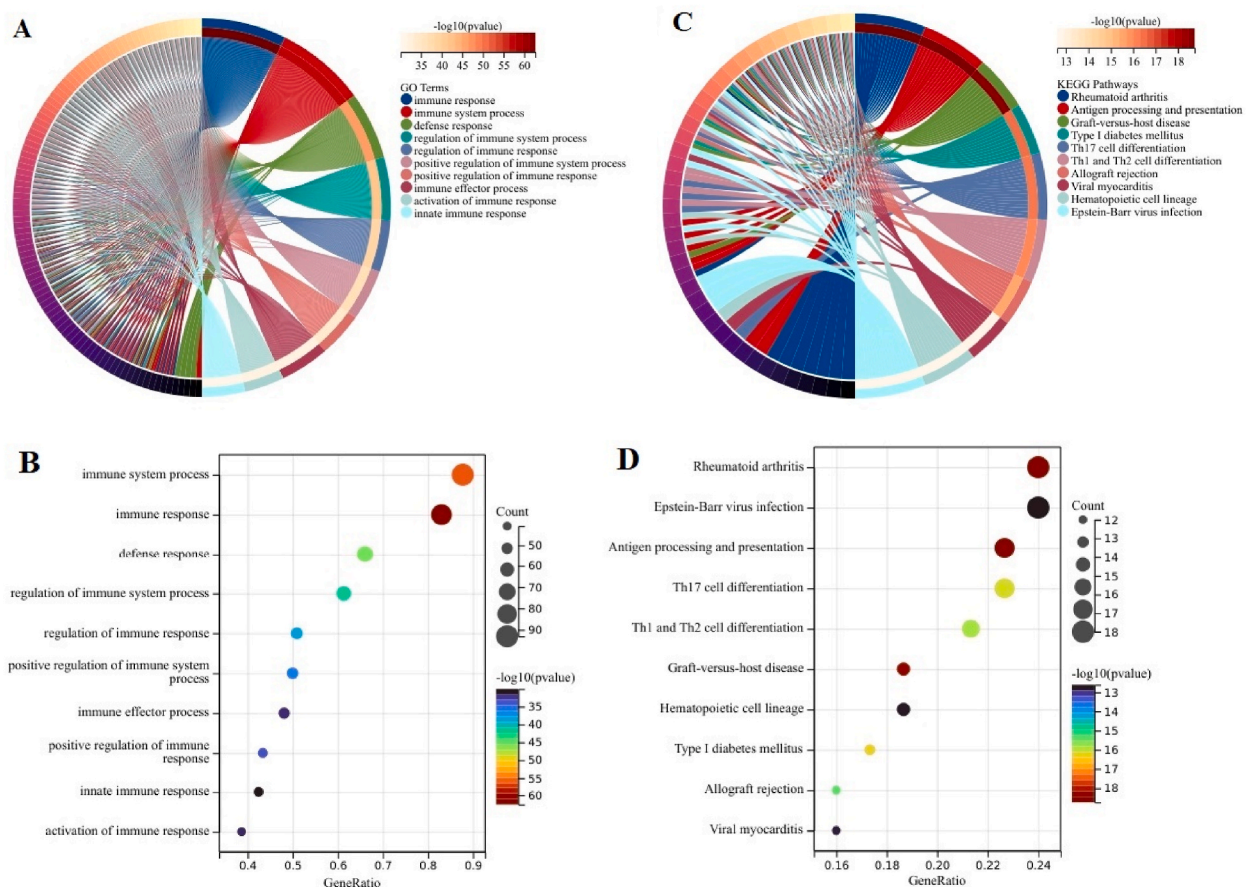 A
-log10(pvalue)
35 40 45 50 55 60
GO Terms
immune response
immune system process
defense response
regulation of immune system process
regulation of immune response
positive regulation of immune system process
positive regulation of immune response
immune effector process
activation of immune response
innate immune response
C
-log10(pvalue)
13 14 15 16 17 18
KEGG Pathways
Rheumatoid arthritis
Antigen processing and presentation
Graft-versus-host disease
Type I diabetes mellitus
Th17 cell differentiation
Th1 and Th2 cell differentiation
Allograft rejection
Viral myocarditis
Hematopoietic cell lineage
Epstein-Barr virus infection
B
immune system process
immune response
defense response
regulation of immune system process
regulation of immune response
positive regulation of immune system
process
immune effector process
positive regulation of immune
response
innate immune response
activation of immune response
0.4 0.5 0.6 0.7 0.8 0.9
GeneRatio
Count
50
60
70
80
90
-log10(pvalue)
35
40
45
50
55
60
D
Rheumatoid arthritis
Epstein-Barr virus infection
Antigen processing and presentation
Th17 cell differentiation
Th1 and Th2 cell differentiation
Graft-versus-host disease
Hematopoietic cell lineage
Type I diabetes mellitus
Allograft rejection
Viral myocarditis
0.16 0.18 0.20 0.22 0.24
GeneRatio
Count
12
13
14
15
16
17
18
-log10(pvalue)
13
14
15
16
17
18